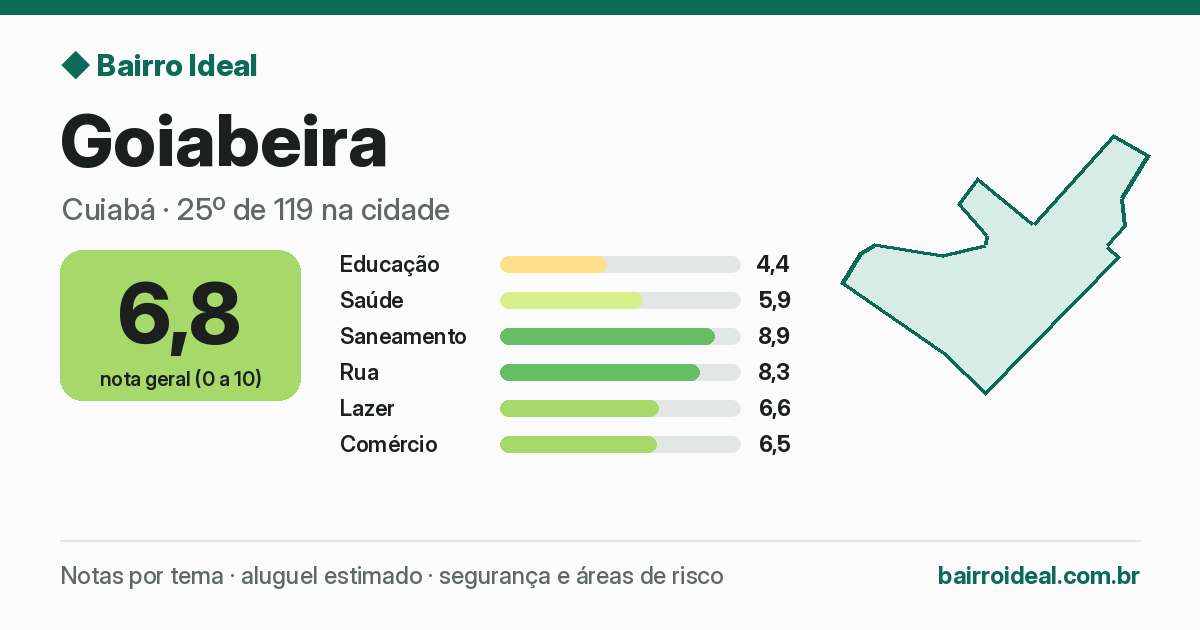 Bairro Ideal
Goiabeira
Cuiabá · 25º de 119 na cidade
6,8
nota geral (0 a 10)
Educação 4,4
Saúde 5,9
Saneamento 8,9
Rua 8,3
Lazer 6,6
Comércio 6,5
Notas por tema · aluguel estimado · segurança e áreas de risco
bairroideal.com.br